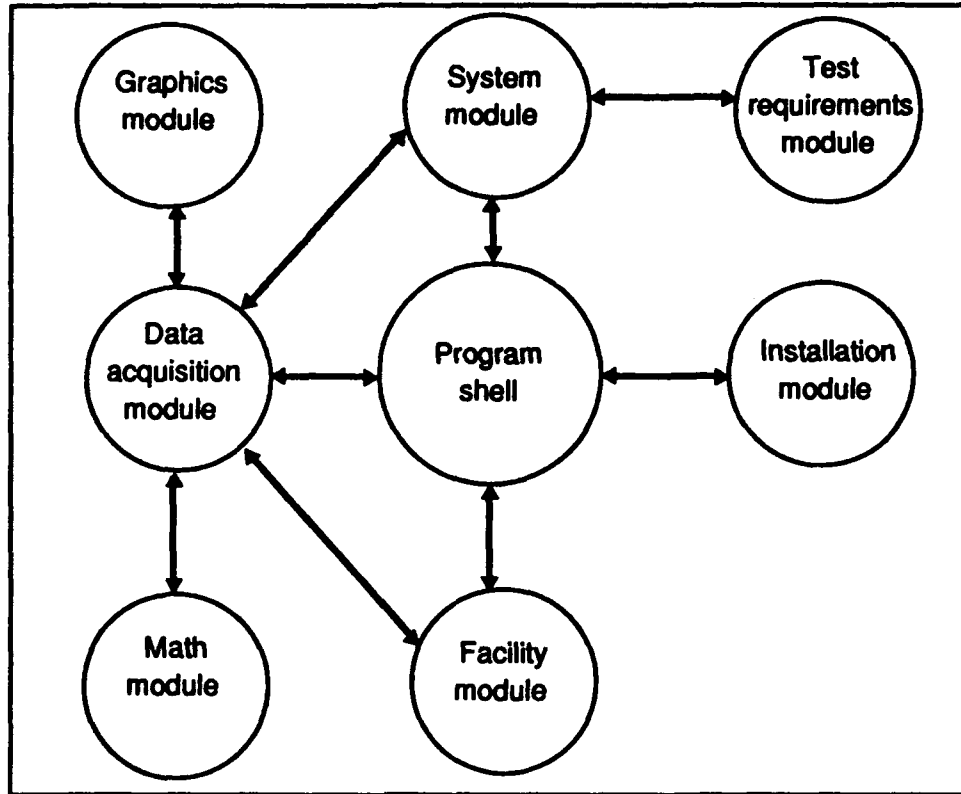 Graphics
module
System
module
Test
requirements
module
Data
acquisition
module
Program
shell
Installation
module
Math
module
Facility
module